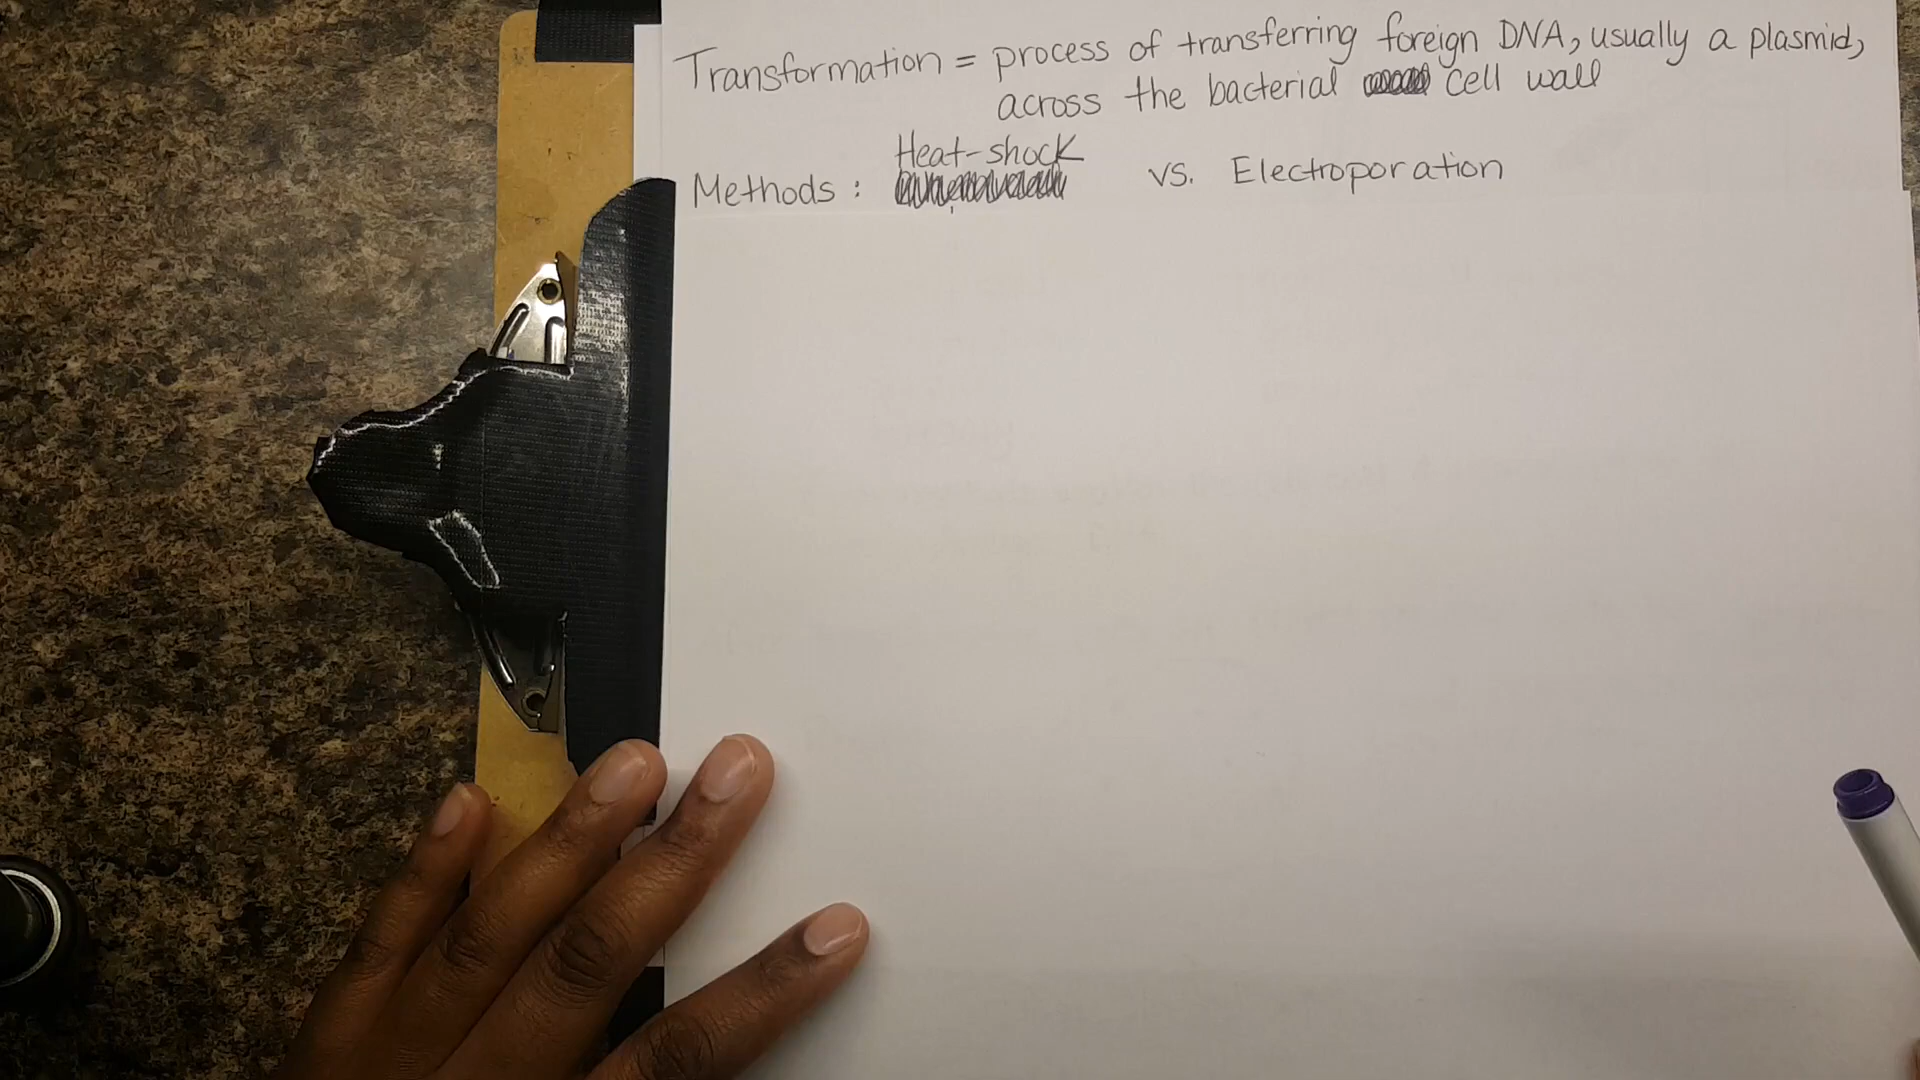 Transformation = process of transferring foreign DNA, usually a plasmid,
across the bacterial cell wall
Heat-shock
Methods : vs. Electroporation